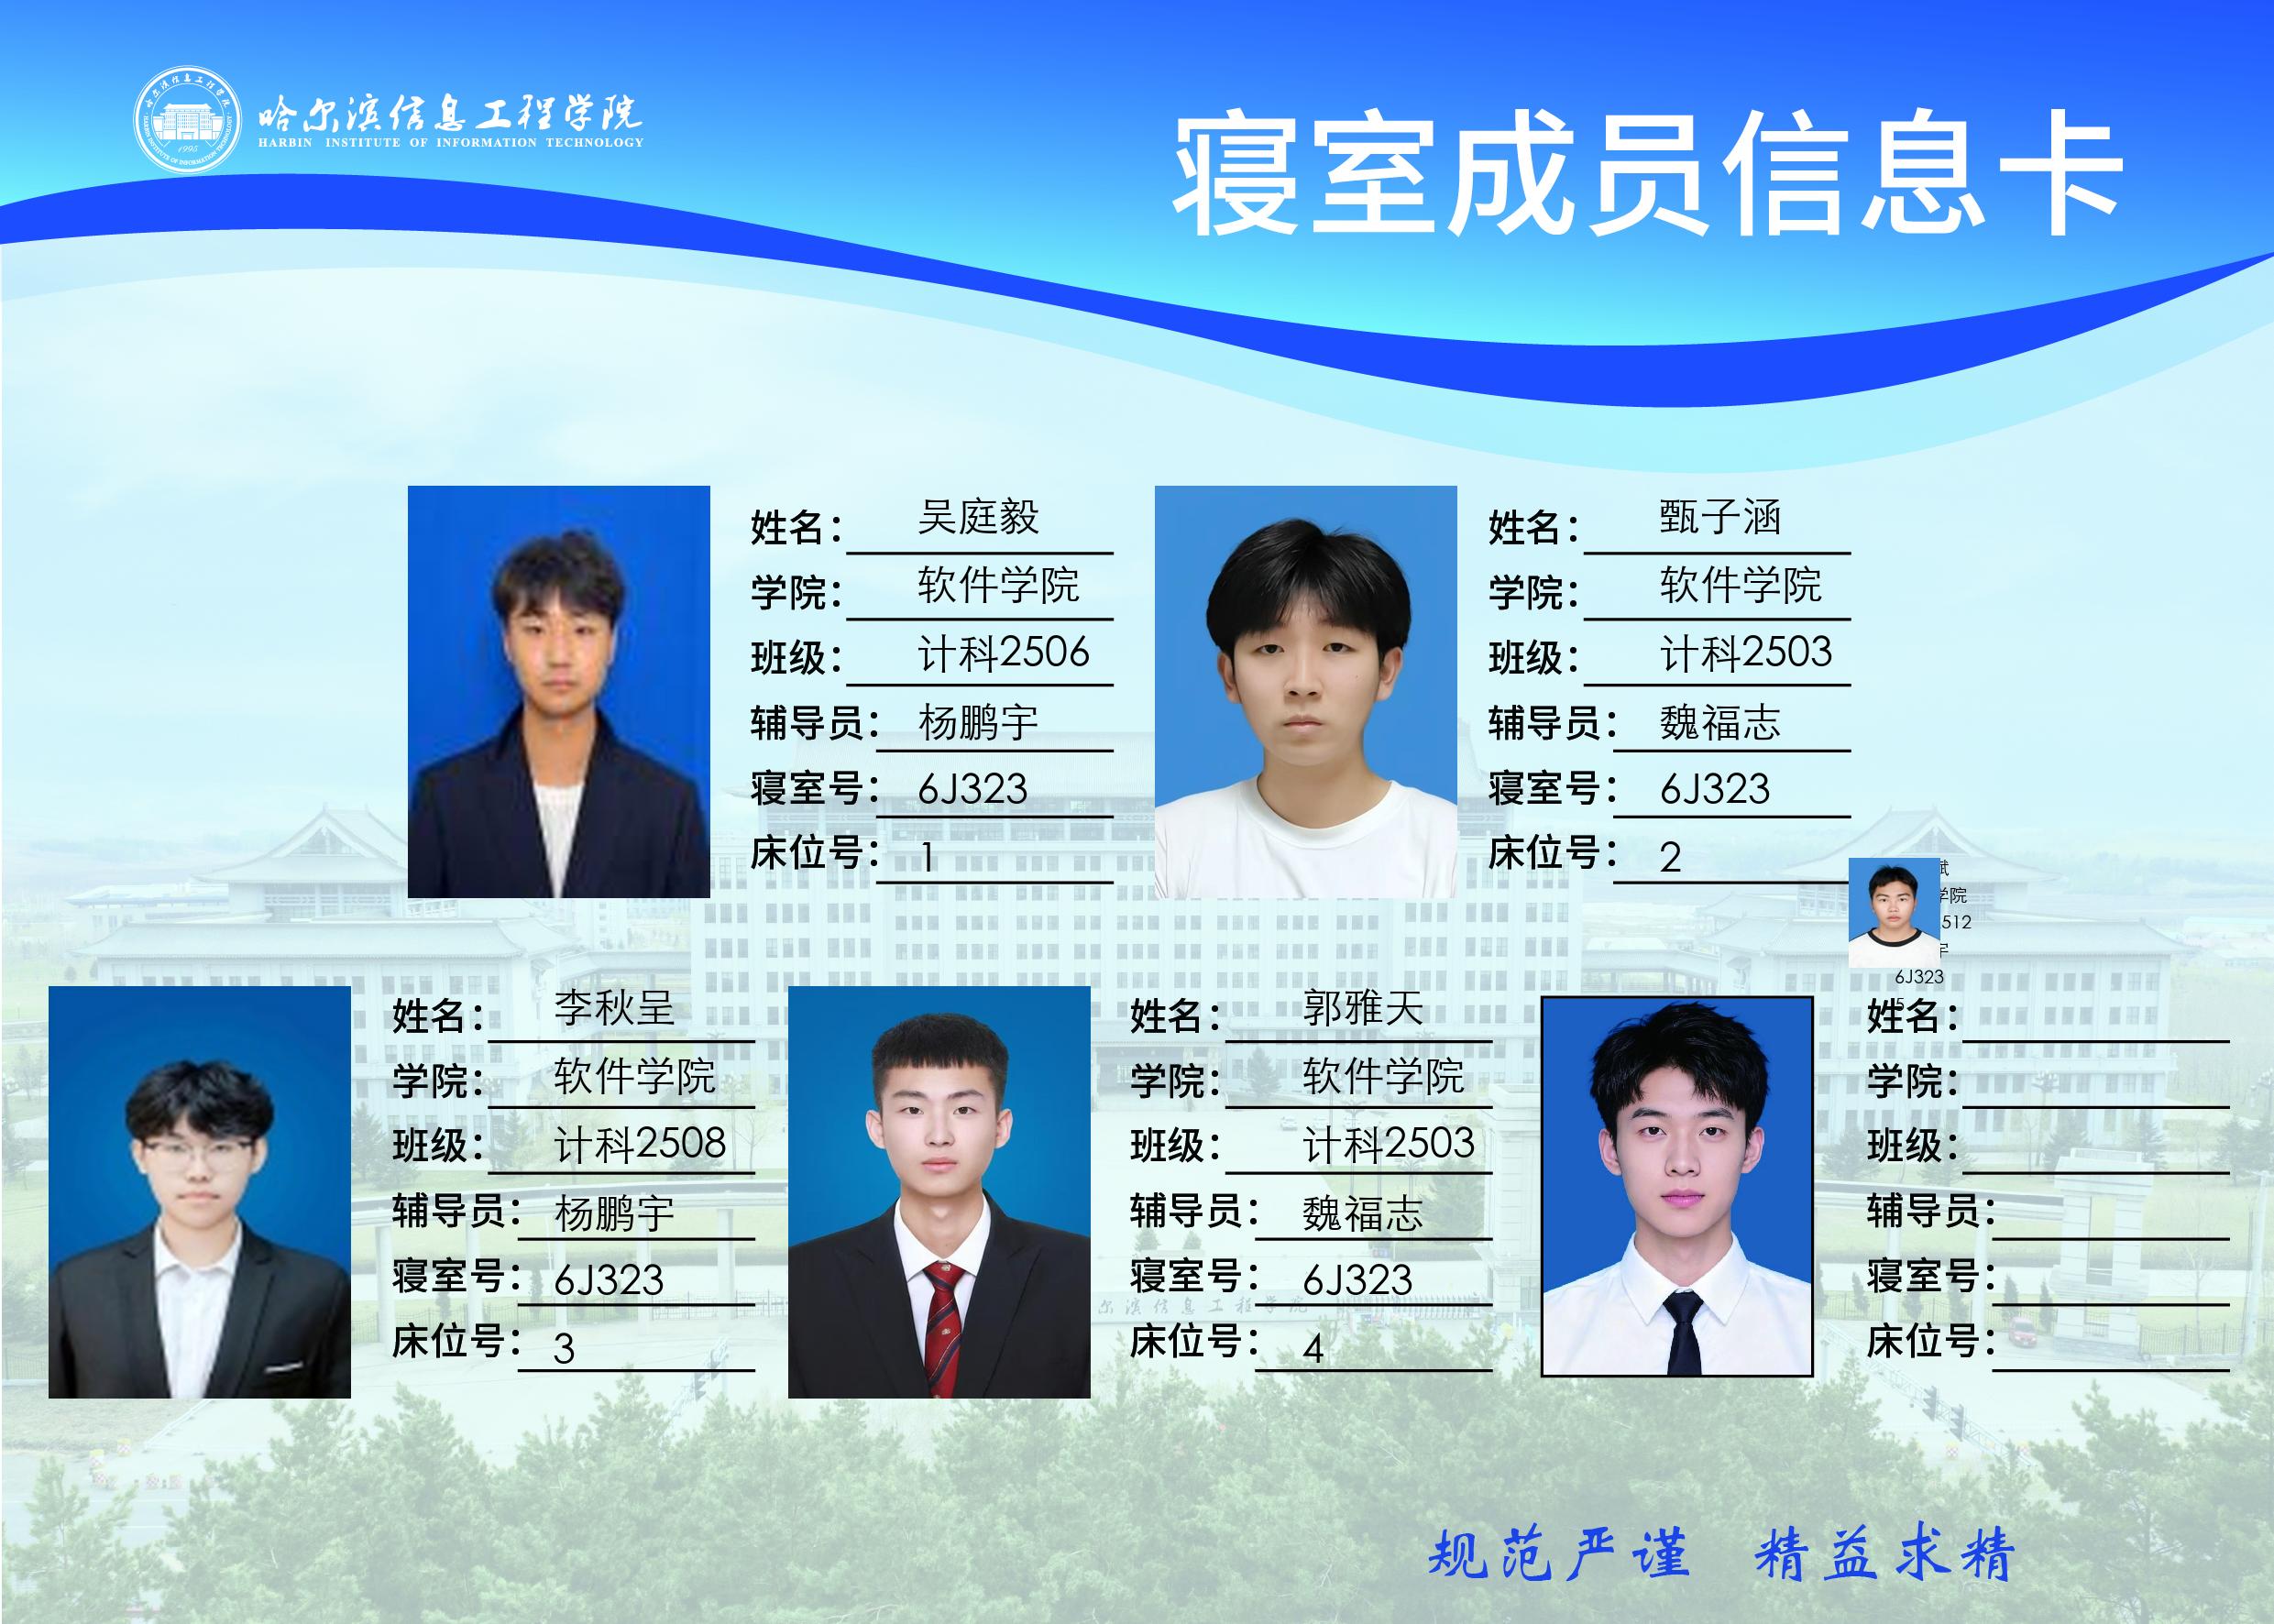 哈尔滨信息工程学院
HARBIN INSTITUTE OF INFORMATION TECHNOLOGY
1995
寝室成员信息卡
姓名：吴庭毅
学院：软件学院
班级：计科2506
辅导员：杨鹏宇
寝室号：6J323
床位号：1
姓名：甄子涵
学院：软件学院
班级：计科2503
辅导员：魏福志
寝室号：6J323
床位号：2
学院
512
宇
6J323
5
姓名：李秋呈
学院：软件学院
班级：计科2508
辅导员：杨鹏宇
寝室号：6J323
床位号：3
姓名：郭雅天
学院：软件学院
班级：计科2503
辅导员：魏福志
寝室号：6J323
床位号：4
姓名：
学院：
班级：
辅导员：
寝室号：
床位号：
规范严谨 精益求精